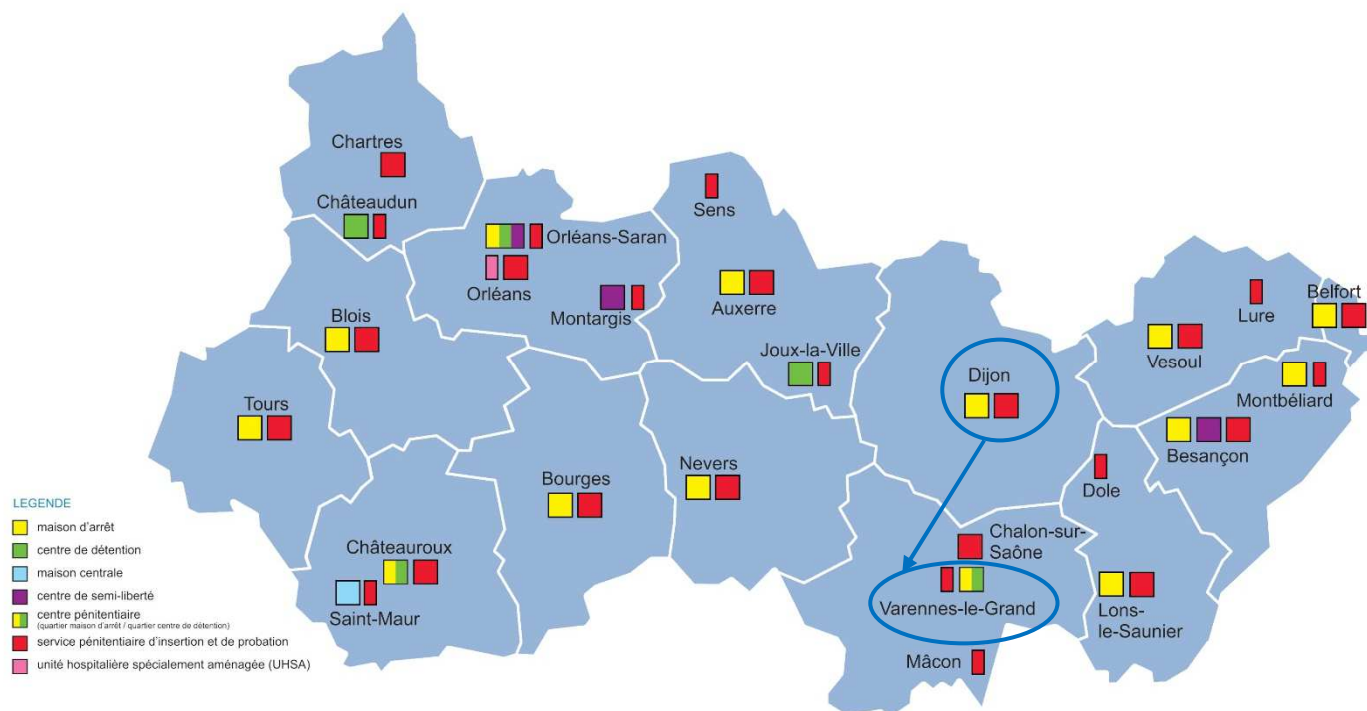 Chartres
Châteaudun
Sens
Orléans-Saran
Orléans
Montargis
Auxerre
Joux-la-Ville
Blois
Tours
Dijon
Lure
Belfort
Vesoul
Montbéliard
Besançon
Dole
Bourges
Nevers
Châteauroux
Saint-Maur
Chalon-sur-
Saône
Varennes-le-Grand
Lons-
le-Saunier
Mâcon
LEGENDE
maison d'arrêt
centre de détention
maison centrale
centre de semi-liberté
centre pénitentiaire
(quartier maison d'arrêt / quartier centre de détention)
service pénitentiaire d'insertion et de probation
unité hospitalière spécialement aménagée (UHSA)